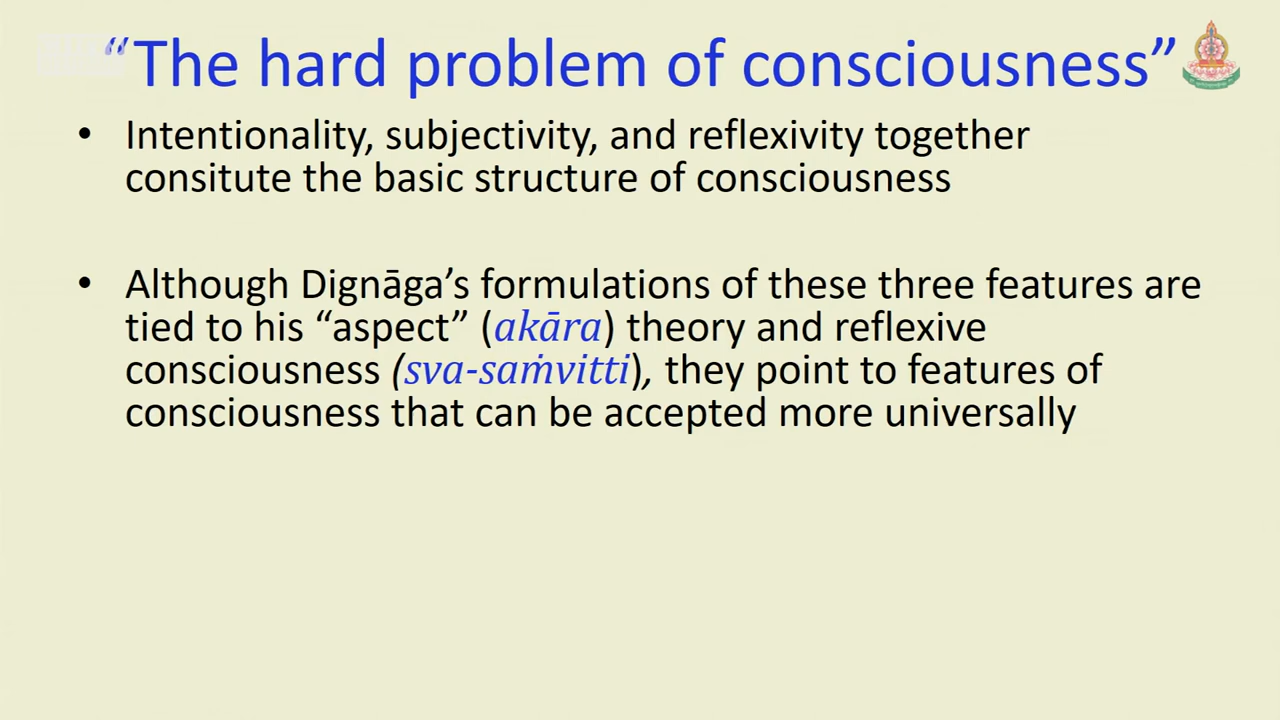 “The hard problem of consciousness”
• Intentionality, subjectivity, and reflexivity together
consitute the basic structure of consciousness
• Although Dignāga’s formulations of these three features are
tied to his “aspect” (akāra) theory and reflexive
consciousness (sva-saṁvitti), they point to features of
consciousness that can be accepted more universally